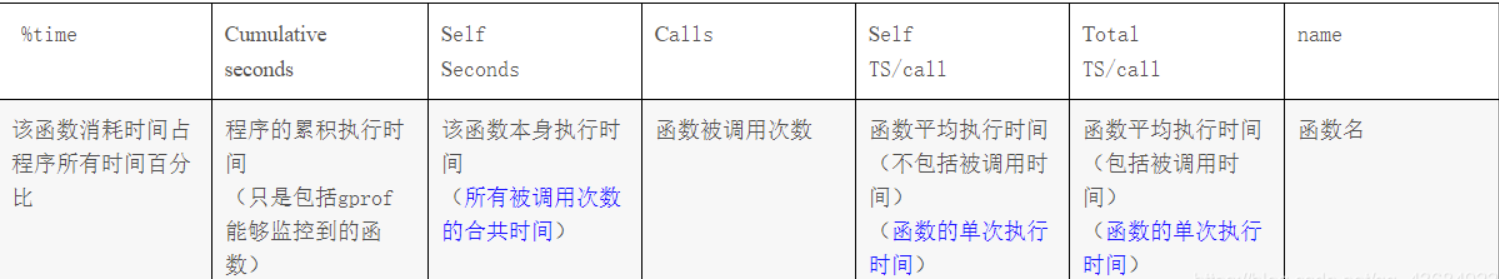 %time
Cumulative
seconds
Self
Seconds
Calls
Self
TS/call
Total
TS/call
name
该函数消耗时间占
程序所有时间百分
比
程序的累积执行时
间
（只是包括gprof
能够监控到的函
数）
该函数本身执行时
间
（所有被调用次数
的合共时间）
函数被调用次数
函数平均执行时间
（不包括被调用时
间）
（函数的单次执行
时间）
函数平均执行时间
（包括被调用时
间）
（函数的单次执行
时间）
函数名